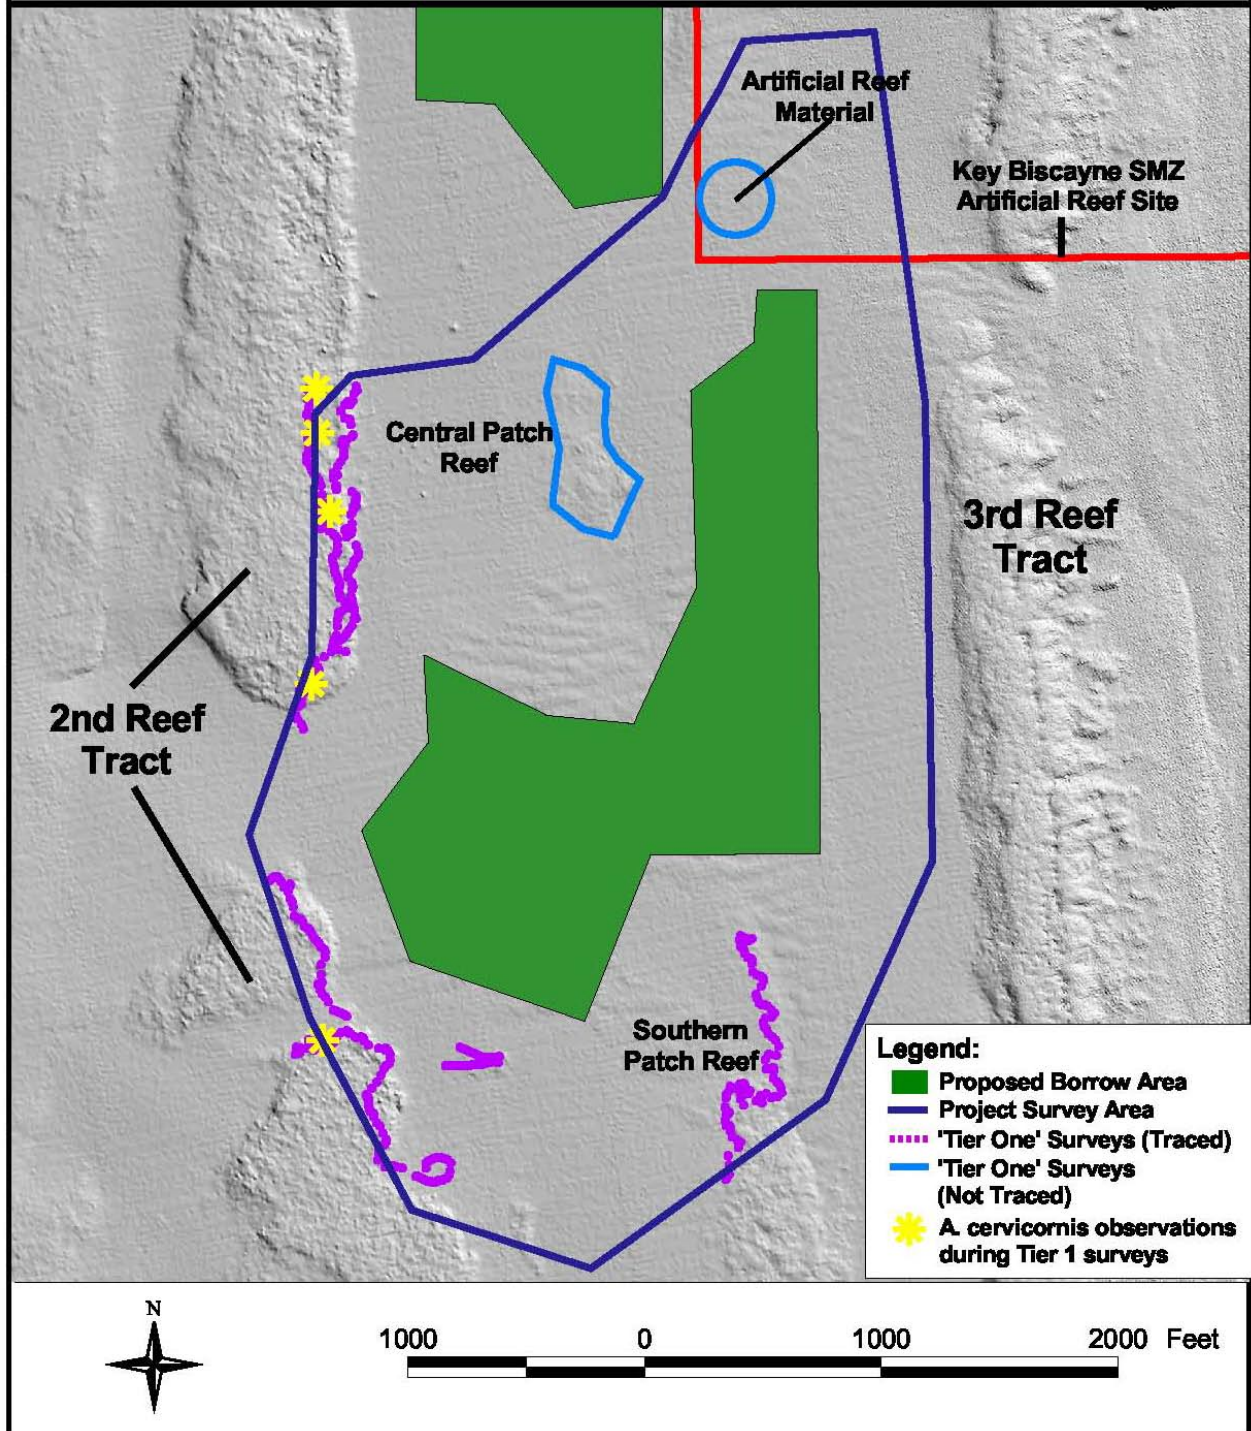 Artificial Reef
Material
Key Biscayne SMZ
Artificial Reef Site
Central Patch
Reef
3rd Reef
Tract
2nd Reef
Tract
Southern
Patch Reef
Legend:
Proposed Borrow Area
Project Survey Area
'Tier One' Surveys (Traced)
'Tier One' Surveys
(Not Traced)
A. cervicornis observations
during Tier 1 surveys
N
1000 0 1000 2000 Feet